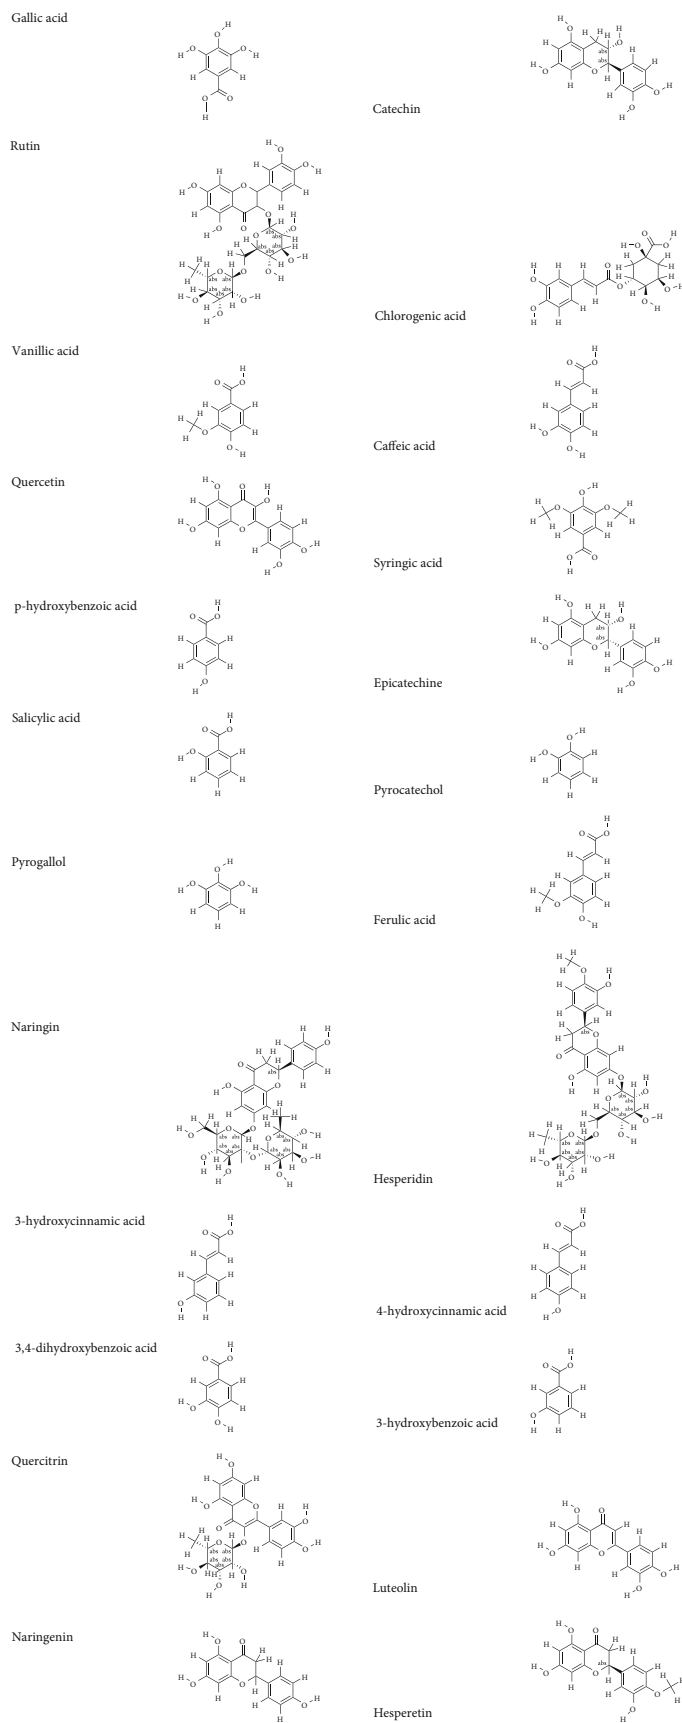 Gallic acid
Catechin
Rutin
Chlorogenic acid
Vanillic acid
Caffeic acid
Quercetin
Syringic acid
p-hydroxybenzoic acid
Epicatechine
Salicylic acid
Pyrocatechol
Pyrogallol
Ferulic acid
Naringin
Hesperidin
3-hydroxycinnamic acid
4-hydroxycinnamic acid
3,4-dihydroxybenzoic acid
3-hydroxybenzoic acid
Quercitrin
Luteolin
Naringenin
Hesperetin